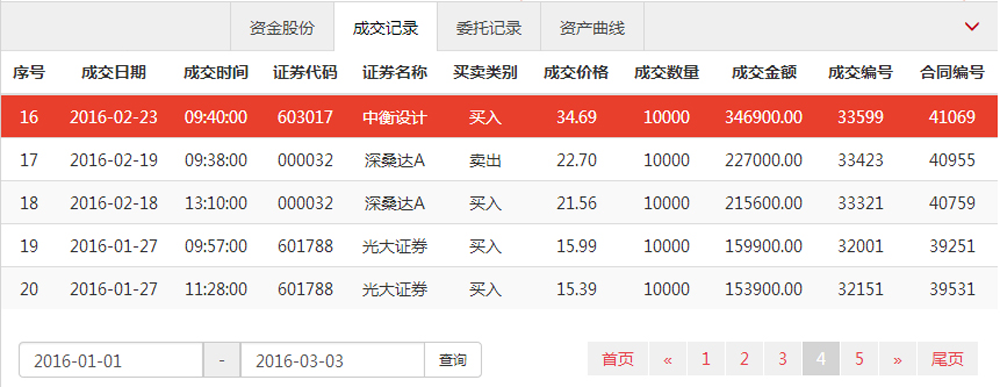 资金股份 成交记录 委托记录 资产曲线
序号 成交日期 成交时间 证券代码 证券名称 买卖类别 成交价格 成交数量 成交金额 成交编号 合同编号
16 2016-02-23 09:40:00 603017 中衡设计 买入 34.69 10000 346900.00 33599 41069
17 2016-02-19 09:38:00 000032 深桑达A 卖出 22.70 10000 227000.00 33423 40955
18 2016-02-18 13:10:00 000032 深桑达A 买入 21.56 10000 215600.00 33321 40759
19 2016-01-27 09:57:00 601788 光大证券 买入 15.99 10000 159900.00 32001 39251
20 2016-01-27 11:28:00 601788 光大证券 买入 15.39 10000 153900.00 32151 39531
2016-01-01 - 2016-03-03 查询 首页 « 1 2 3 4 5 » 尾页